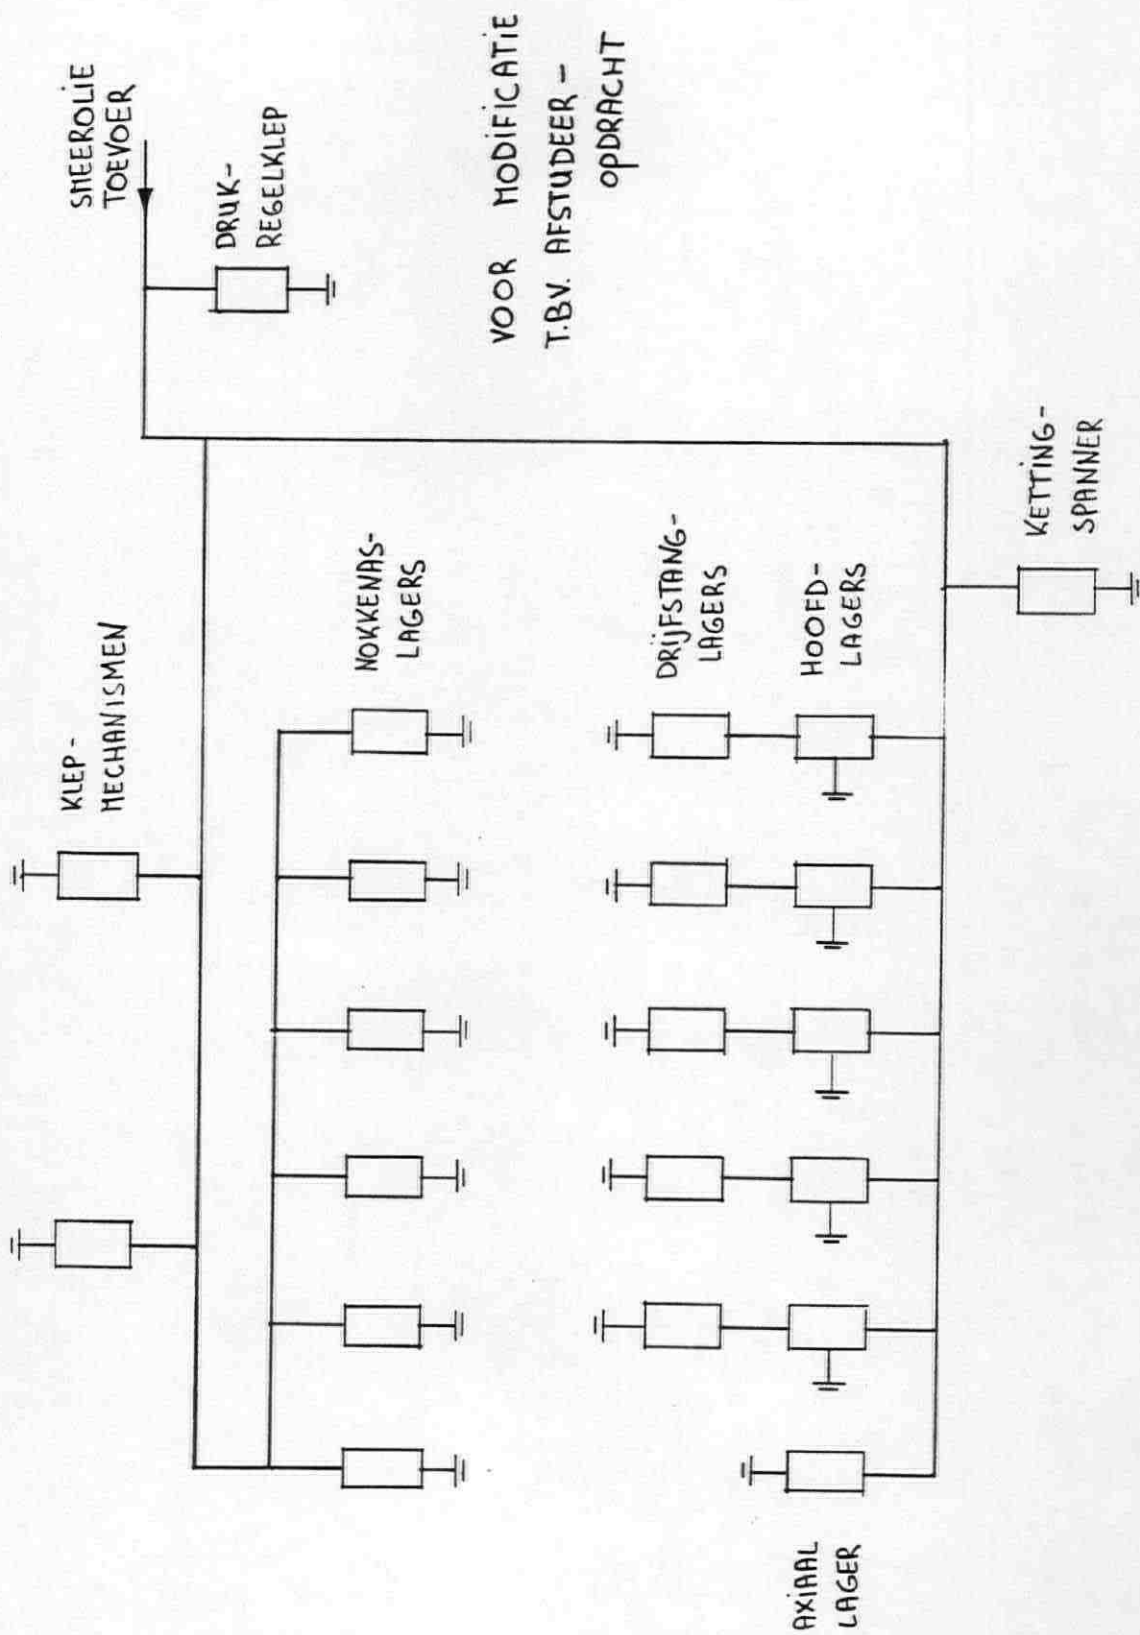 SMEEROLIE
TOEVOER
DRUK-
REGELKLEP
VOOR MODIFICATIE
T.B.V. AFSTUDEER-
OPDRACHT
KLEP-
MECHANISMEN
NOKKENAS-
LAGERS
DRIJFSTANG-
LAGERS
HOOFD-
LAGERS
KETTING-
SPANNER
AXIAAL
LAGER